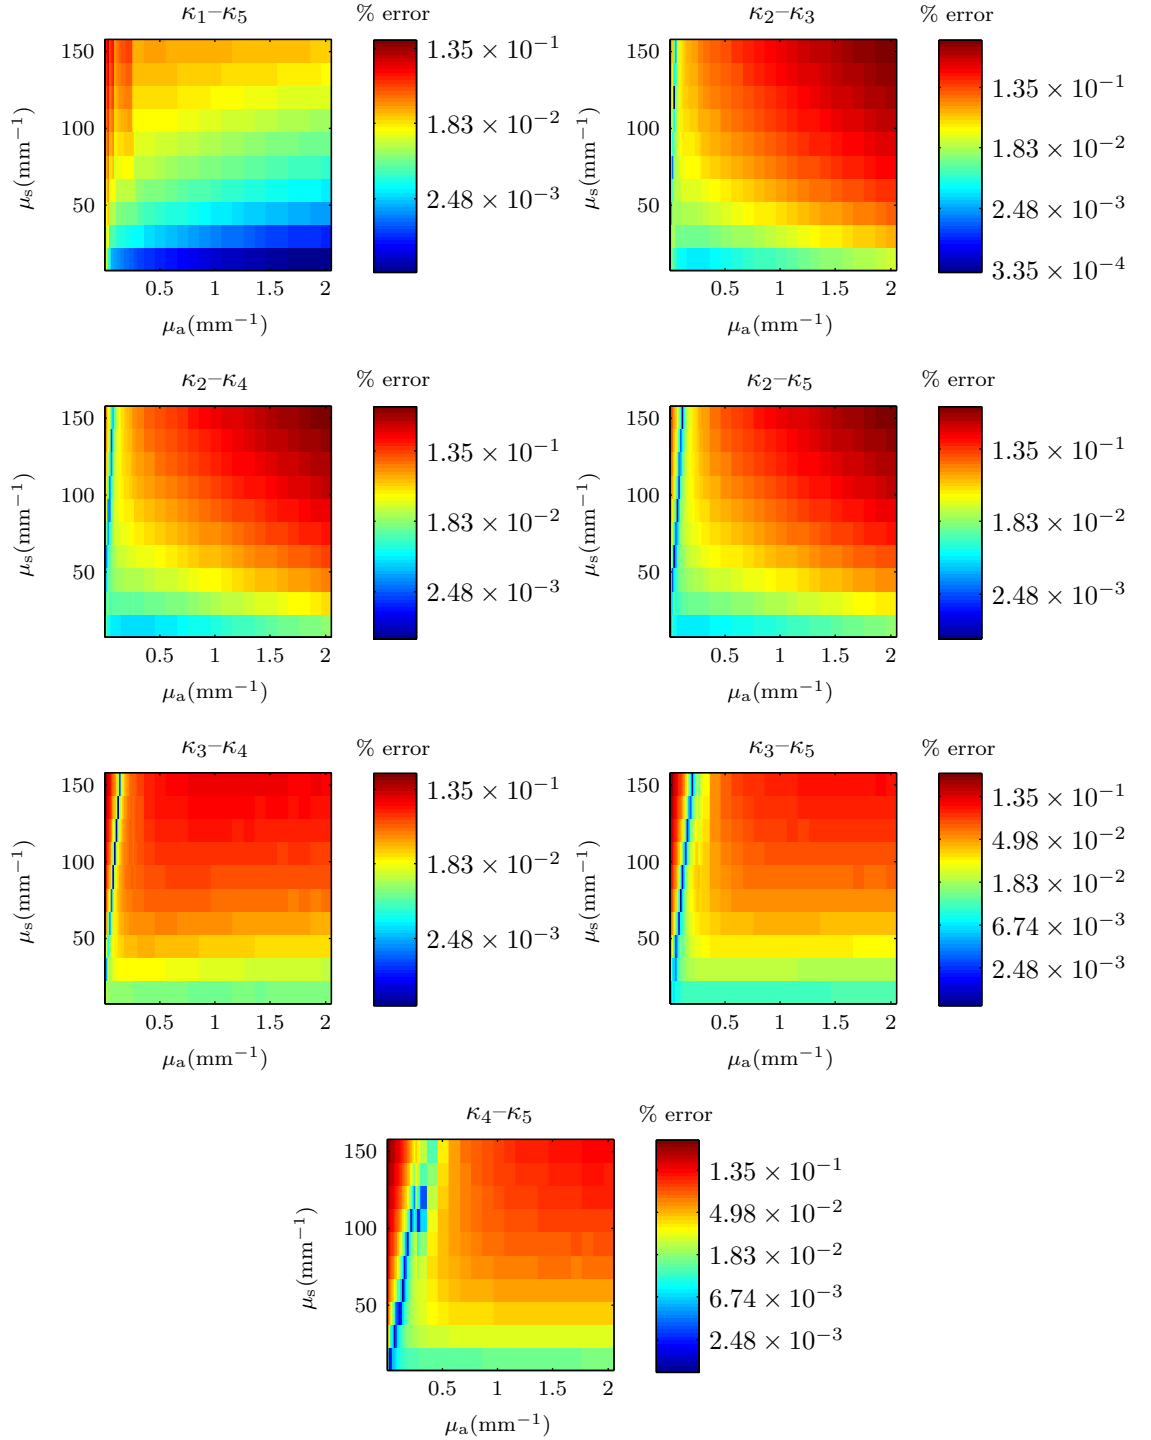 κ₁–κ₅ % error κ₂–κ₃ % error
150 1.35 × 10⁻¹ 150 1.35 × 10⁻¹
100 1.83 × 10⁻² 100 1.83 × 10⁻²
50 2.48 × 10⁻³ 50 2.48 × 10⁻³
3.35 × 10⁻⁴
μₛ(mm⁻¹) μₛ(mm⁻¹)
0.5 1 1.5 2 0.5 1 1.5 2
μₐ(mm⁻¹) μₐ(mm⁻¹)
κ₂–κ₄ % error κ₂–κ₅ % error
150 1.35 × 10⁻¹ 150 1.35 × 10⁻¹
100 1.83 × 10⁻² 100 1.83 × 10⁻²
50 2.48 × 10⁻³ 50 2.48 × 10⁻³
μₛ(mm⁻¹) μₛ(mm⁻¹)
0.5 1 1.5 2 0.5 1 1.5 2
μₐ(mm⁻¹) μₐ(mm⁻¹)
κ₃–κ₄ % error κ₃–κ₅ % error
150 1.35 × 10⁻¹ 150 1.35 × 10⁻¹
4.98 × 10⁻²
100 1.83 × 10⁻² 100 1.83 × 10⁻²
6.74 × 10⁻³
50 2.48 × 10⁻³ 50 2.48 × 10⁻³
μₛ(mm⁻¹) μₛ(mm⁻¹)
0.5 1 1.5 2 0.5 1 1.5 2
μₐ(mm⁻¹) μₐ(mm⁻¹)
κ₄–κ₅ % error
150 1.35 × 10⁻¹
4.98 × 10⁻²
100 1.83 × 10⁻²
6.74 × 10⁻³
50 2.48 × 10⁻³
μₛ(mm⁻¹)
0.5 1 1.5 2
μₐ(mm⁻¹)